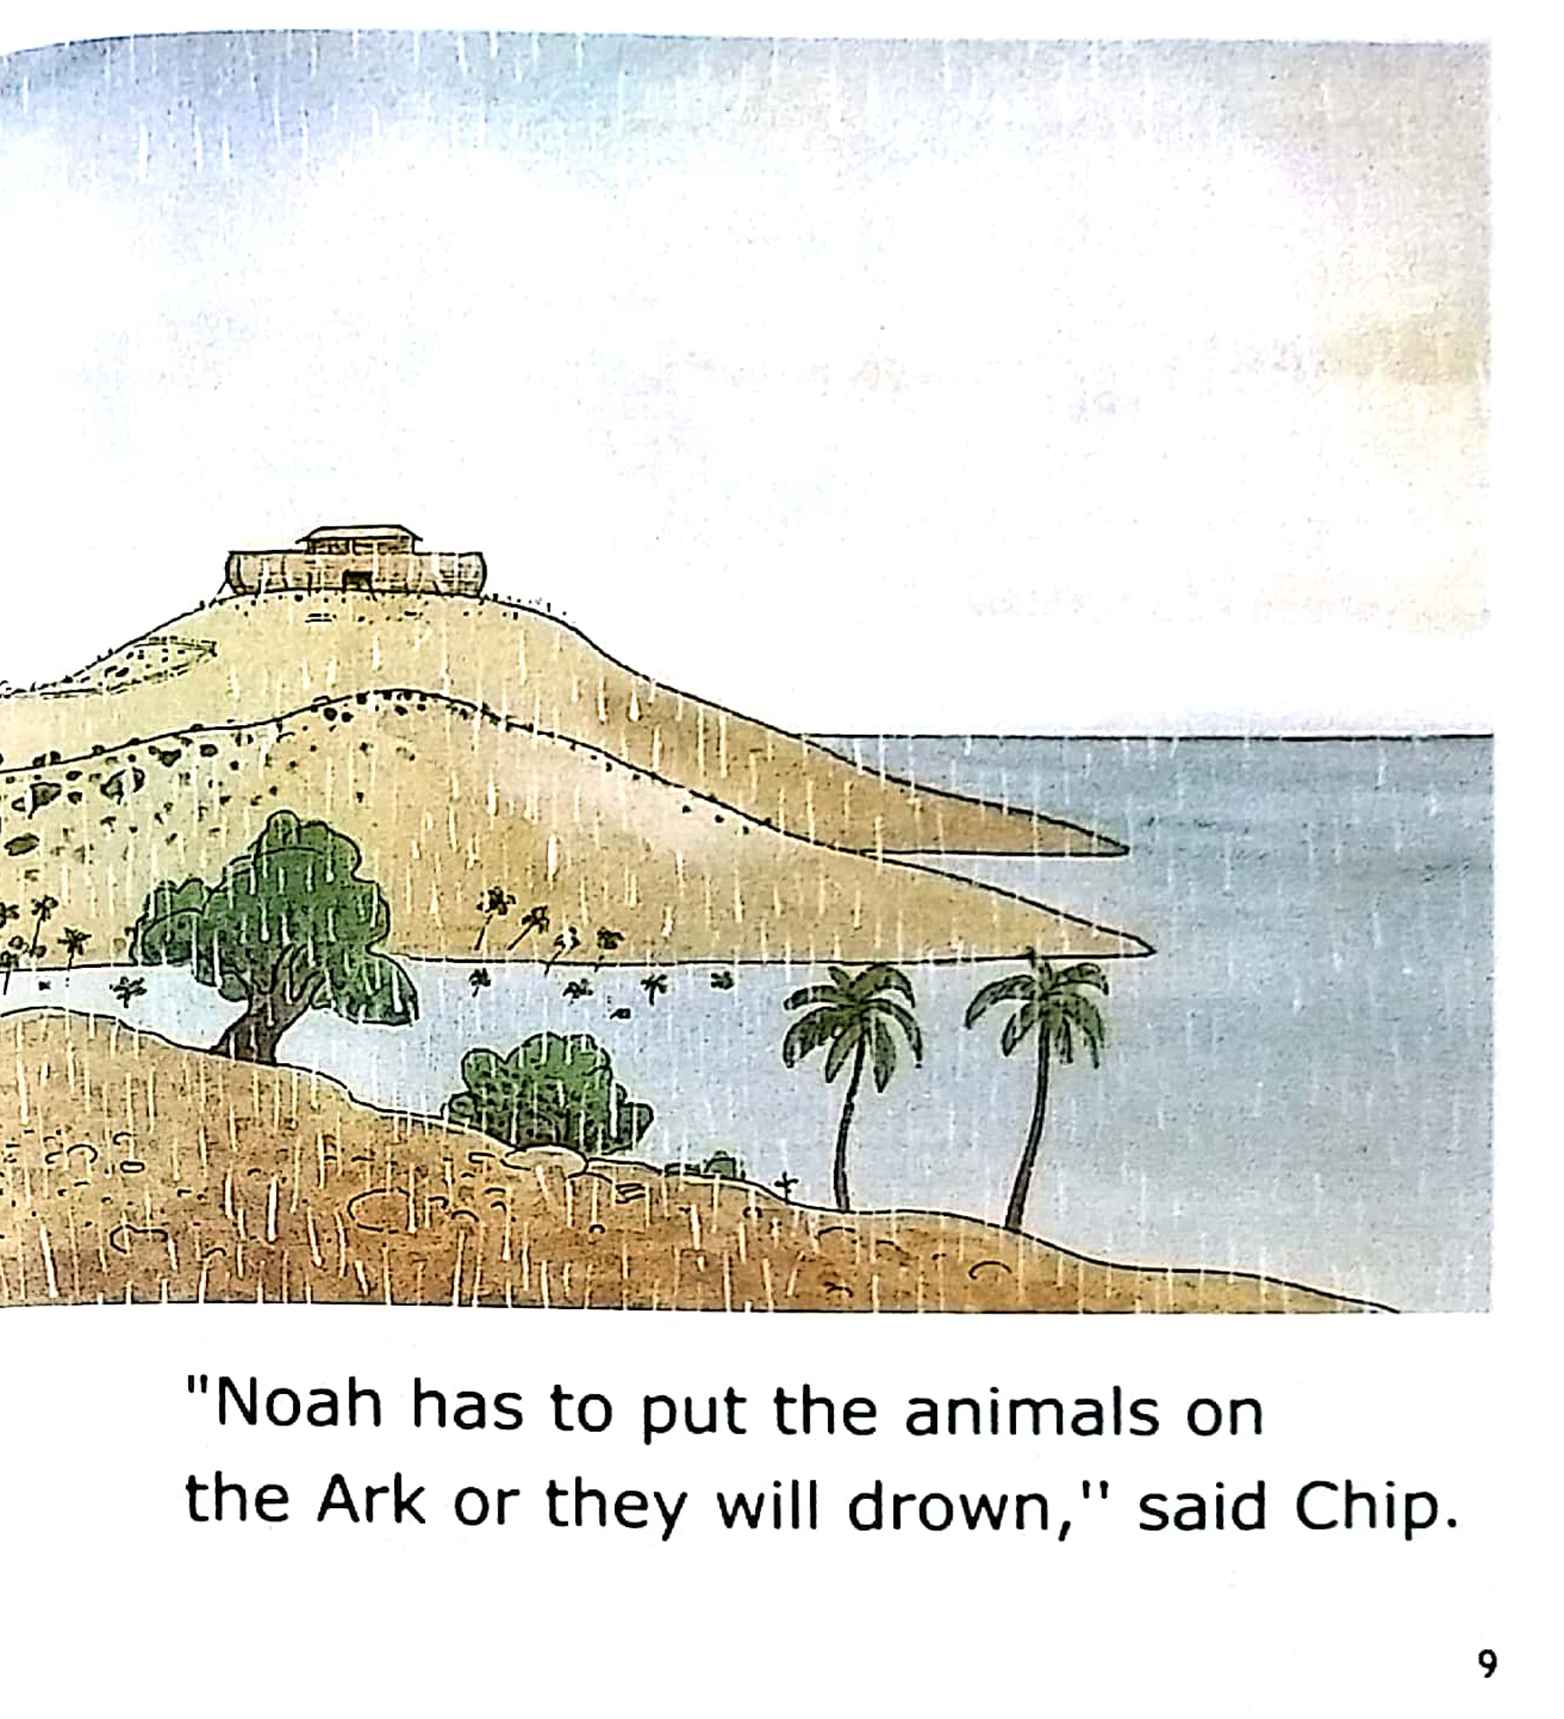 "Noah has to put the animals on
the Ark or they will drown," said Chip.
9